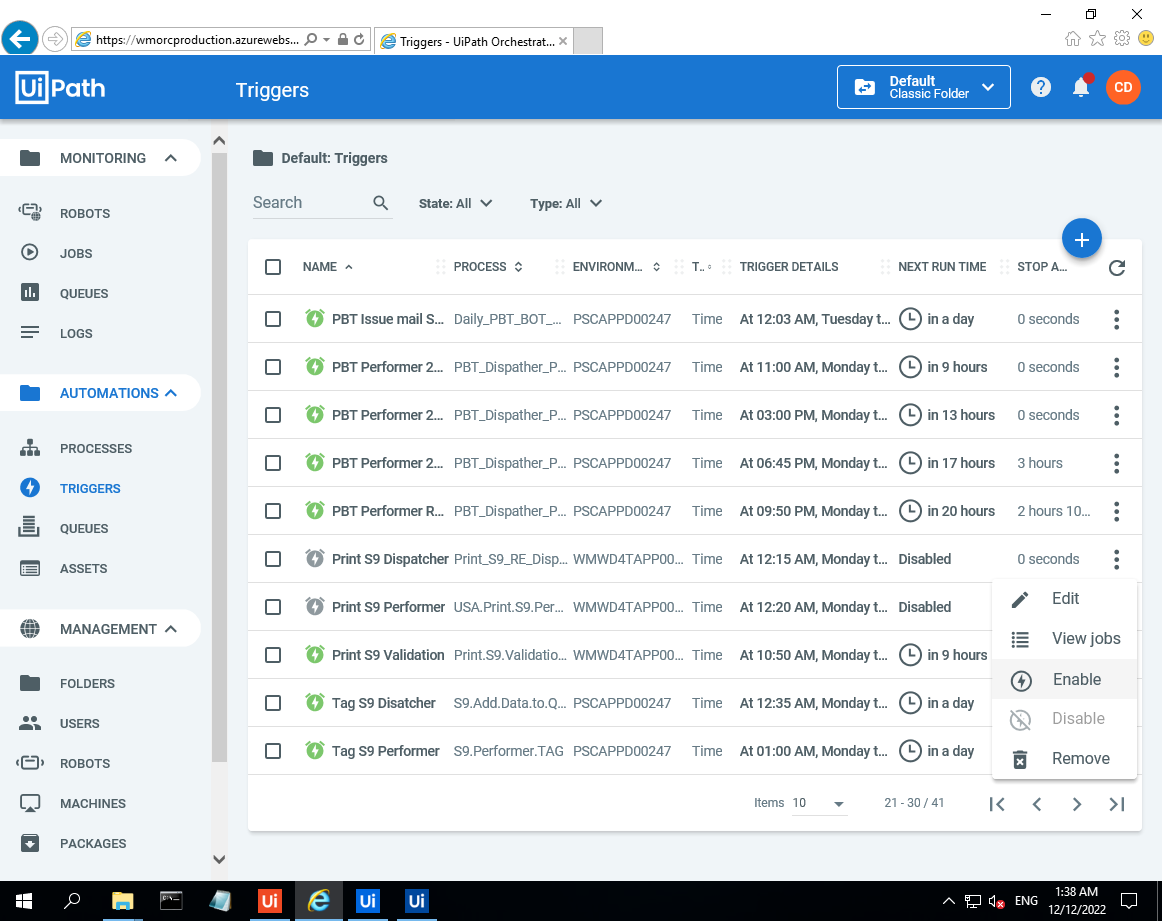 https://wmorcproduction.azurewebs...
Triggers - UiPath Orchestrat...
UiPath
Triggers
Default
Classic Folder
CD
MONITORING
ROBOTS
JOBS
QUEUES
LOGS
AUTOMATIONS
PROCESSES
TRIGGERS
QUEUES
ASSETS
MANAGEMENT
FOLDERS
USERS
ROBOTS
MACHINES
PACKAGES
Default: Triggers
Search State: All Type: All
NAME PROCESS ENVIRONM... T.. TRIGGER DETAILS NEXT RUN TIME STOP A...
PBT Issue mail S... Daily_PBT_BOT_... PSCAPPD00247 Time At 12:03 AM, Tuesday t... in a day 0 seconds
PBT Performer 2... PBT_Dispather_P... PSCAPPD00247 Time At 11:00 AM, Monday t... in 9 hours 0 seconds
PBT Performer 2... PBT_Dispather_P... PSCAPPD00247 Time At 03:00 PM, Monday t... in 13 hours 0 seconds
PBT Performer 2... PBT_Dispather_P... PSCAPPD00247 Time At 06:45 PM, Monday t... in 17 hours 3 hours
PBT Performer R... PBT_Dispather_P... PSCAPPD00247 Time At 09:50 PM, Monday t... in 20 hours 2 hours 10...
Print S9 Dispatcher Print_S9_RE_Disp... WMWD4TAPP00... Time At 12:15 AM, Monday t... Disabled 0 seconds
Print S9 Performer USA.Print.S9.Per... WMWD4TAPP00... Time At 12:20 AM, Monday t... Disabled
Print S9 Validation Print.S9.Validatio... WMWD4TAPP00... Time At 10:50 AM, Monday t... in 9 hours
Tag S9 Disatcher S9.Add.Data.to.Q... PSCAPPD00247 Time At 12:35 AM, Monday t... in a day
Tag S9 Performer S9.Performer.TAG PSCAPPD00247 Time At 01:00 AM, Monday t... in a day
Edit
View jobs
Enable
Disable
Remove
Items 10 21 - 30 / 41
Ui Ui Ui
ENG
1:38 AM
12/12/2022